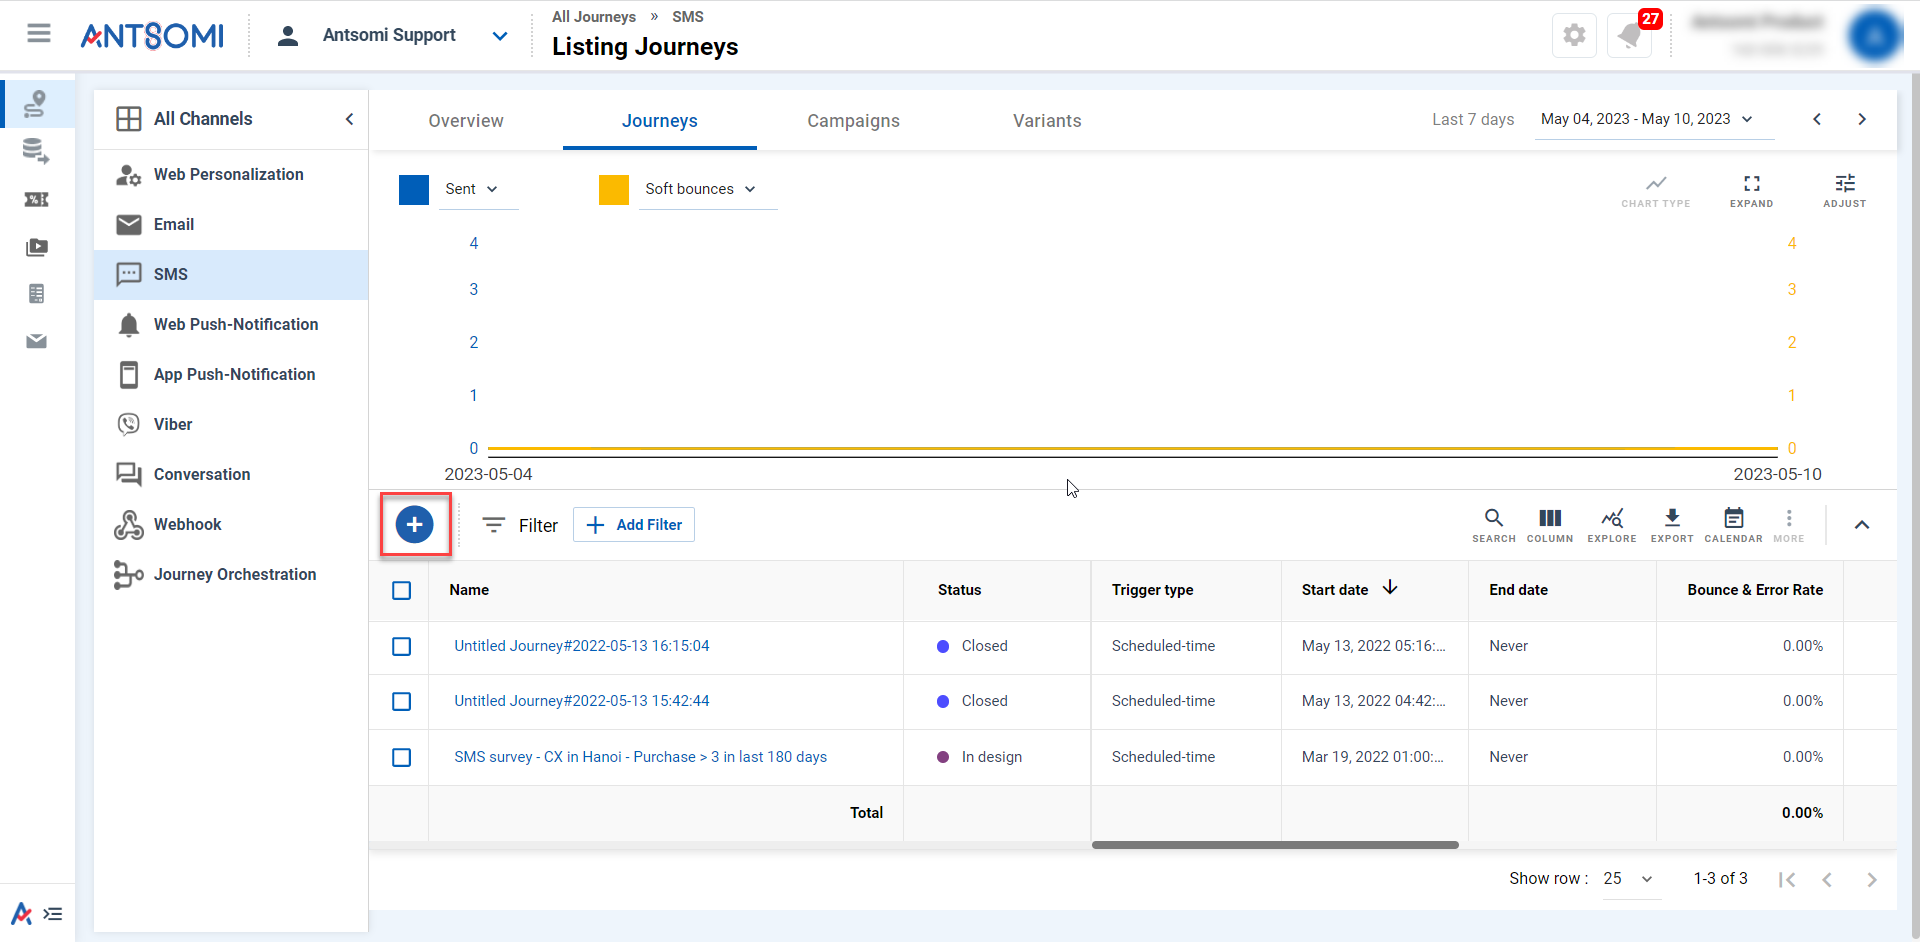 ANTSOMI
Antsomi Support
All Journeys » SMS
Listing Journeys
27
All Channels
Web Personalization
Email
SMS
Web Push-Notification
App Push-Notification
Viber
Conversation
Webhook
Journey Orchestration
Overview
Journeys
Campaigns
Variants
Last 7 days
May 04, 2023 - May 10, 2023
Sent
Soft bounces
CHART TYPE
EXPAND
ADJUST
4 4
3 3
2 2
1 1
0 0
2023-05-04 2023-05-10
Filter
Add Filter
SEARCH
COLUMN
EXPLORE
EXPORT
CALENDAR
MORE
Name Status Trigger type Start date End date Bounce & Error Rate
Untitled Journey#2022-05-13 16:15:04 Closed Scheduled-time May 13, 2022 05:16:... Never 0.00%
Untitled Journey#2022-05-13 15:42:44 Closed Scheduled-time May 13, 2022 04:42:... Never 0.00%
SMS survey - CX in Hanoi - Purchase > 3 in last 180 days In design Scheduled-time Mar 19, 2022 01:00:... Never 0.00%
Total 0.00%
Show row : 25 1-3 of 3